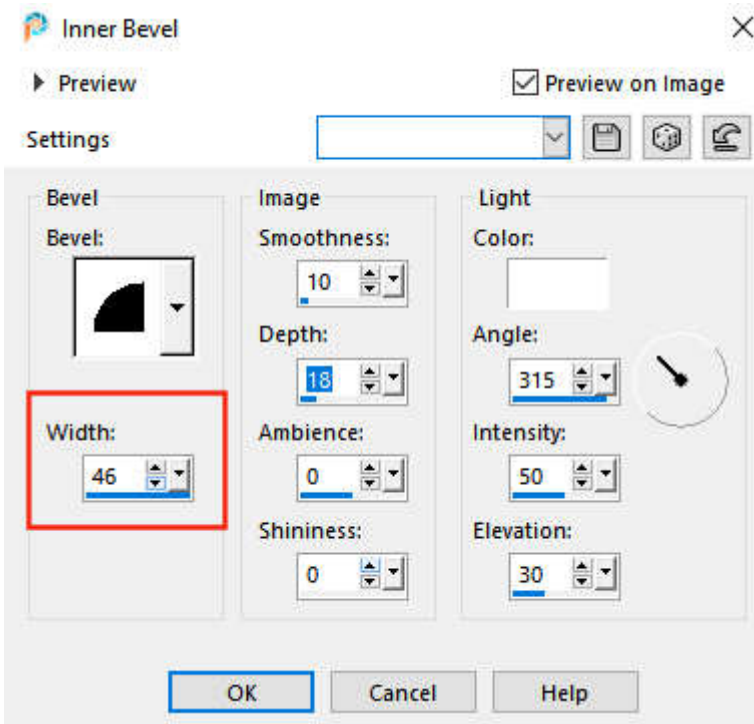 Inner Bevel
Preview
Preview on Image
Settings
Bevel
Image
Light
Bevel:
Smoothness:
Color:
10
Depth:
Angle:
18
315
Width:
Ambience:
Intensity:
46
0
50
Shininess:
Elevation:
0
30
OK
Cancel
Help